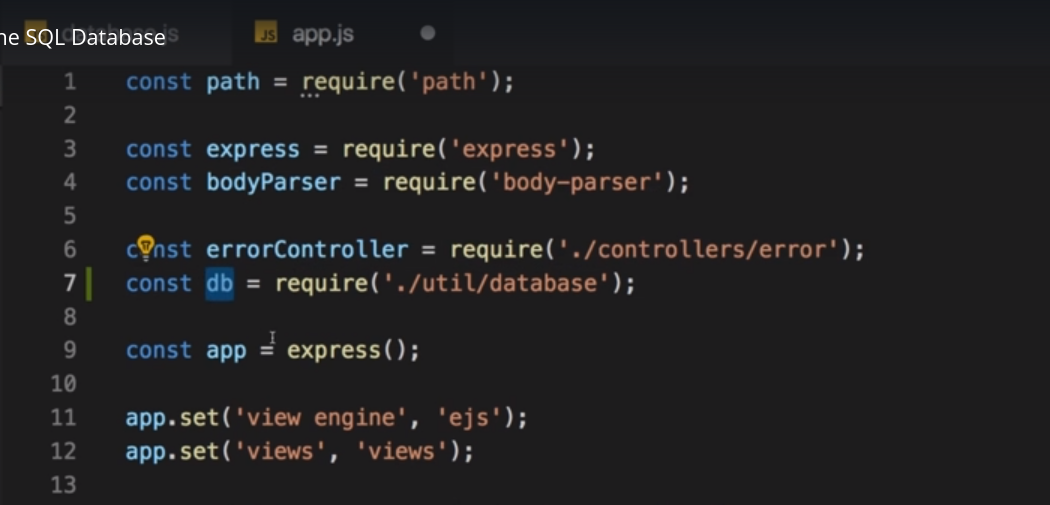 he SQL Database
database.js
JS app.js
1 const path = require('path');
2
3 const express = require('express');
4 const bodyParser = require('body-parser');
5
6 const errorController = require('./controllers/error');
7 const db = require('./util/database');
8
9 const app = express();
10
11 app.set('view engine', 'ejs');
12 app.set('views', 'views');
13